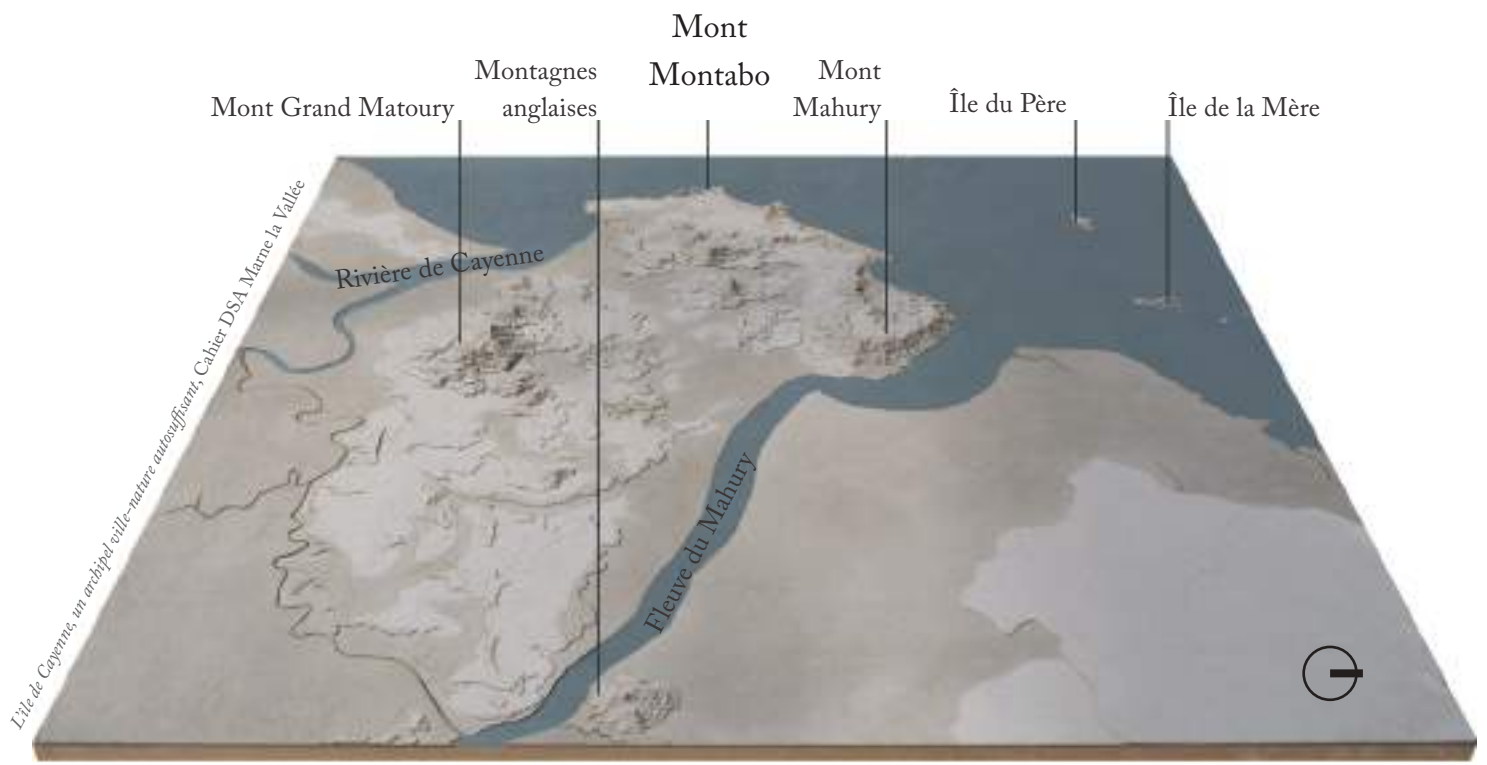 Mont
Montabo
Montagnes
anglaises
Mont
Mahury
Mont Grand Matoury
Île du Père
Île de la Mère
Rivière de Cayenne
Fleuve du Mahury
L'île de Cayenne, un archipel ville-nature autosuffisant, Cahier DSA Marne la Vallée